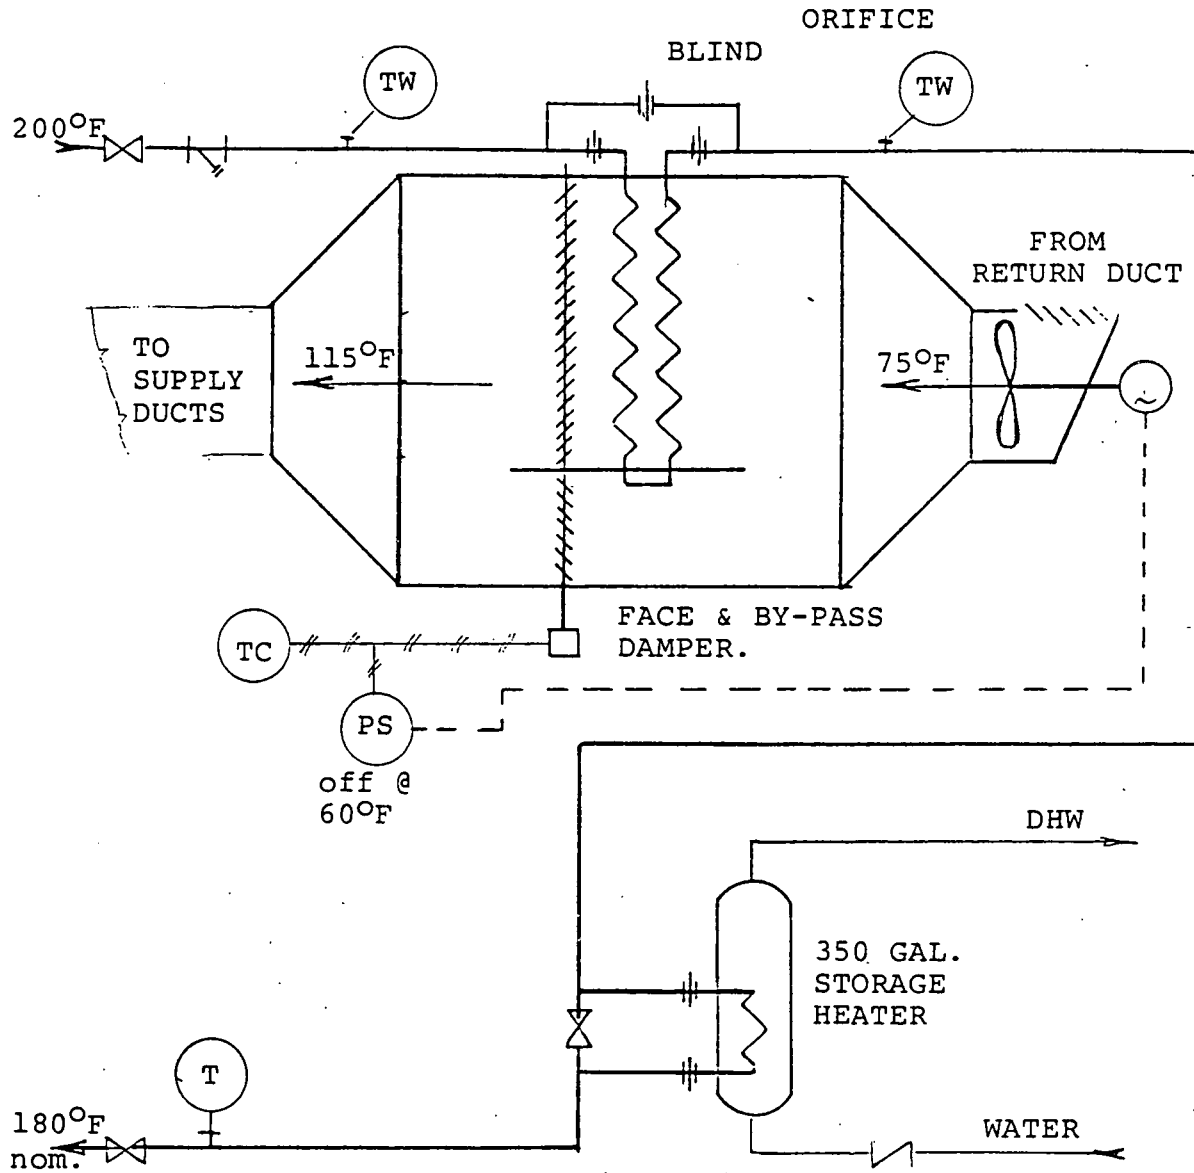 ORIFICE
BLIND
TW
TW
200°F
FROM
RETURN DUCT
TO
SUPPLY
DUCTS
115°F
75°F
~
FACE & BY-PASS
DAMPER.
TC
PS
off @
60°F
DHW
350 GAL.
STORAGE
HEATER
T
180°F
nom.
WATER